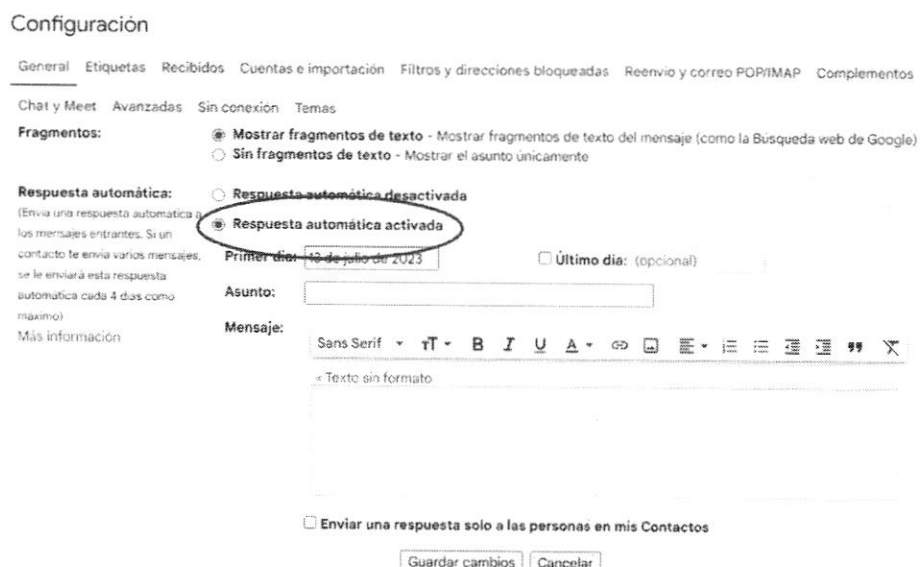 Configuración
General Etiquetas Recibidos Cuentas e importación Filtros y direcciones bloqueadas Reenvío y correo POP/IMAP Complementos
Chat y Meet Avanzadas Sin conexión Temas
Fragmentos:
Mostrar fragmentos de texto - Mostrar fragmentos de texto del mensaje (como la Búsqueda web de Google)
Sin fragmentos de texto - Mostrar el asunto únicamente
Respuesta automática:
(Envía una respuesta automática a
los mensajes entrantes. Si un
contacto te envía varios mensajes,
se le enviará esta respuesta
automática cada 4 días como
máximo)
Más información
Respuesta automática desactivada
Respuesta automática activada
Primer día: 13 de julio de 2023 Último día: (opcional)
Asunto:
Mensaje:
Sans Serif
« Texto sin formato
Enviar una respuesta solo a las personas en mis Contactos
Guardar cambios Cancelar